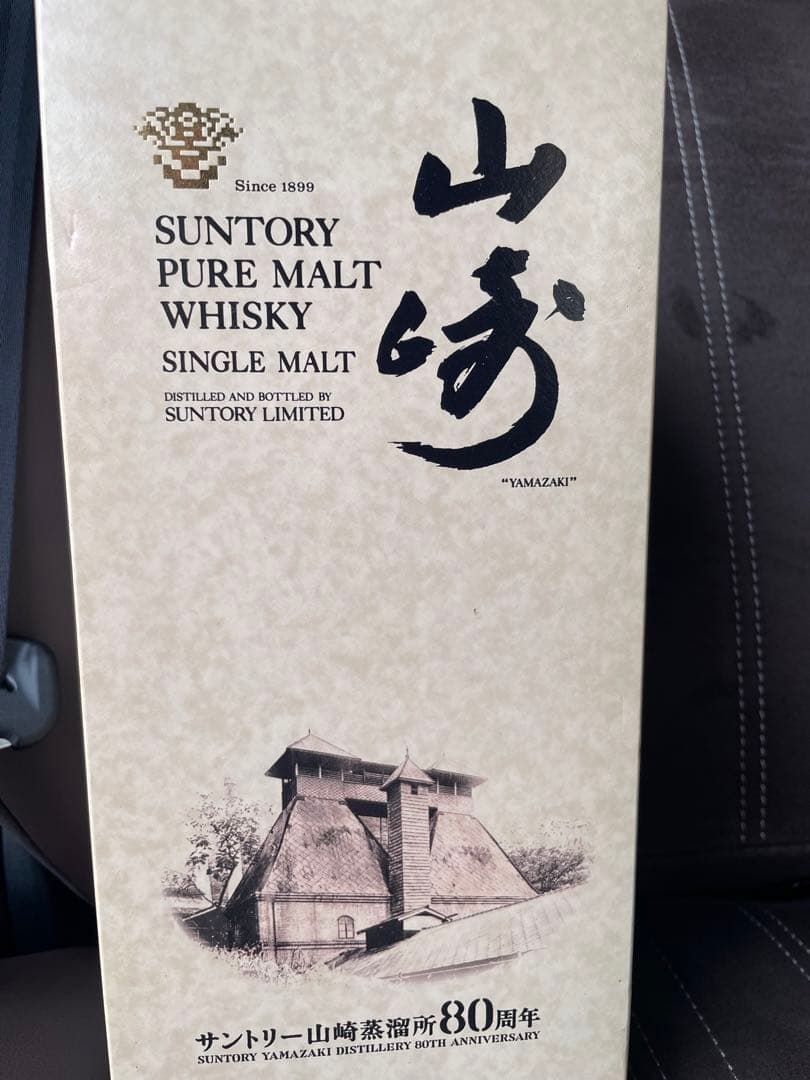 Since 1899
SUNTORY
PURE MALT
WHISKY
SINGLE MALT
DISTILLED AND BOTTLED BY
SUNTORY LIMITED
山崎
“YAMAZAKI”
サントリー山崎蒸溜所80周年
SUNTORY YAMAZAKI DISTILLERY 80TH ANNIVERSARY